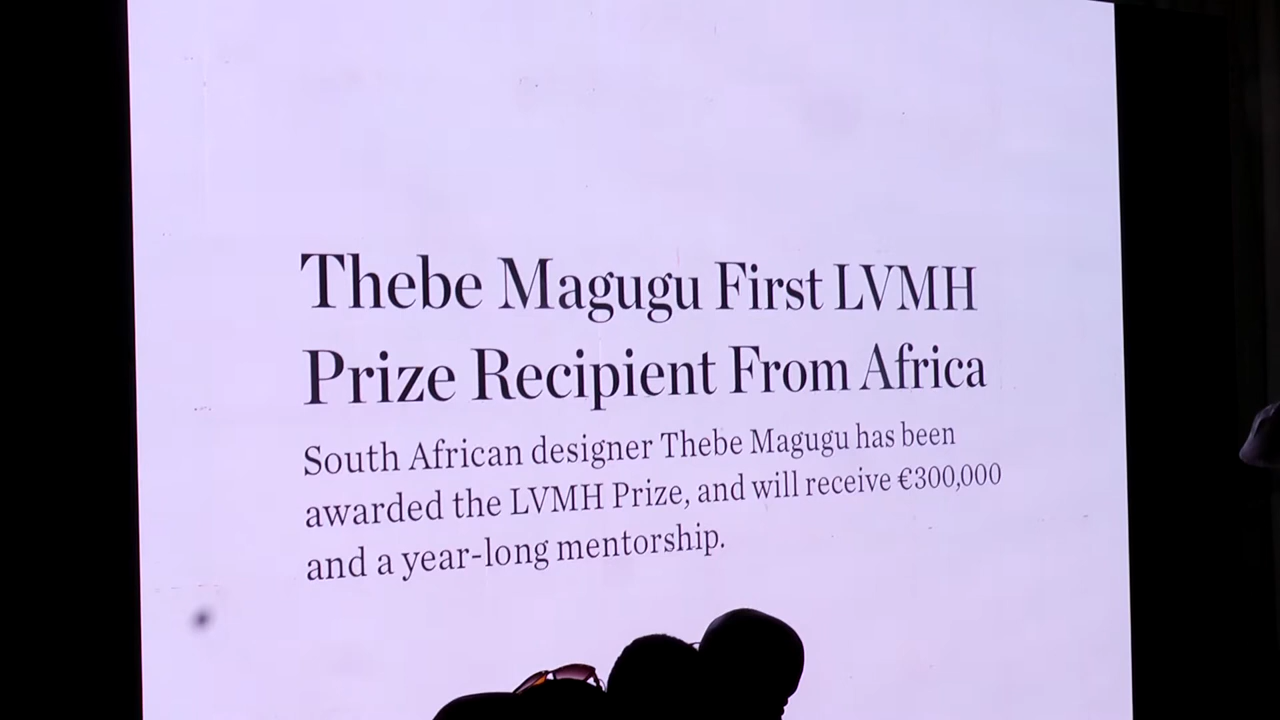 Thebe Magugu First LVMH
Prize Recipient From Africa
South African designer Thebe Magugu has been
awarded the LVMH Prize, and will receive €300,000
and a year-long mentorship.